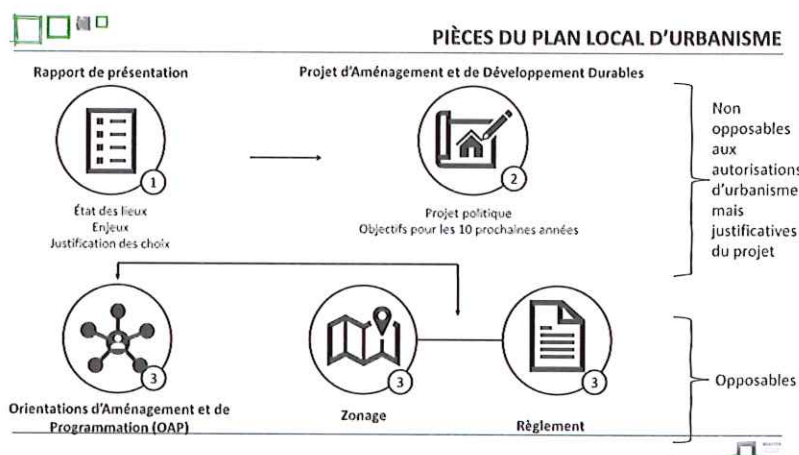 PIÈCES DU PLAN LOCAL D'URBANISME
Rapport de présentation
1
État des lieux
Enjeux
Justification des choix
Projet d'Aménagement et de Développement Durables
2
Projet politique
Objectifs pour les 10 prochaines années
Non
opposables
aux
autorisations
d'urbanisme
mais
justificatives
du projet
3
Orientations d'Aménagement et de
Programmation (OAP)
3
Zonage
3
Règlement
Opposables